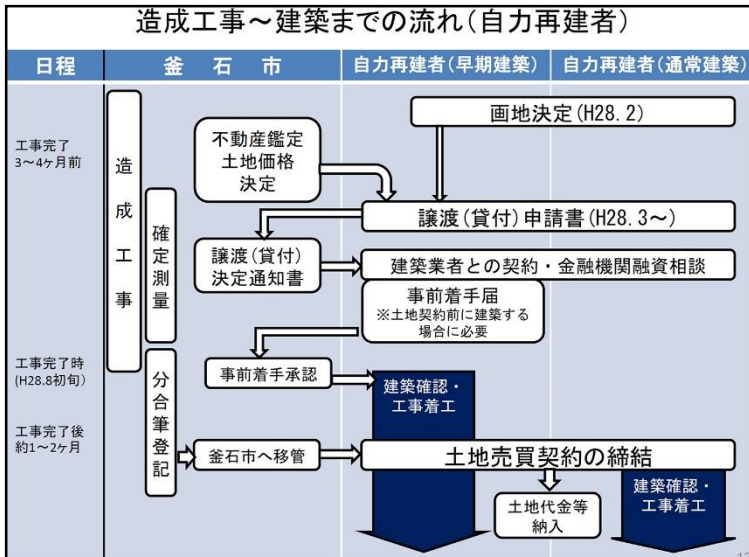 造成工事～建築までの流れ(自力再建者)
日程
釜石市
自力再建者(早期建築)
自力再建者(通常建築)
工事完了
3～4ヶ月前
造成工事
不動産鑑定
土地価格
決定
画地決定(H28.2)
譲渡(貸付)申請書(H28.3～)
確定測量
譲渡(貸付)
決定通知書
建築業者との契約・金融機関融資相談
事前着手届
※土地契約前に建築する
場合に必要
工事完了時
(H28.8初旬)
分合筆登記
事前着手承認
建築確認・
工事着工
工事完了後
約1～2ヶ月
釜石市へ移管
土地売買契約の締結
土地代金等
納入
建築確認・
工事着工